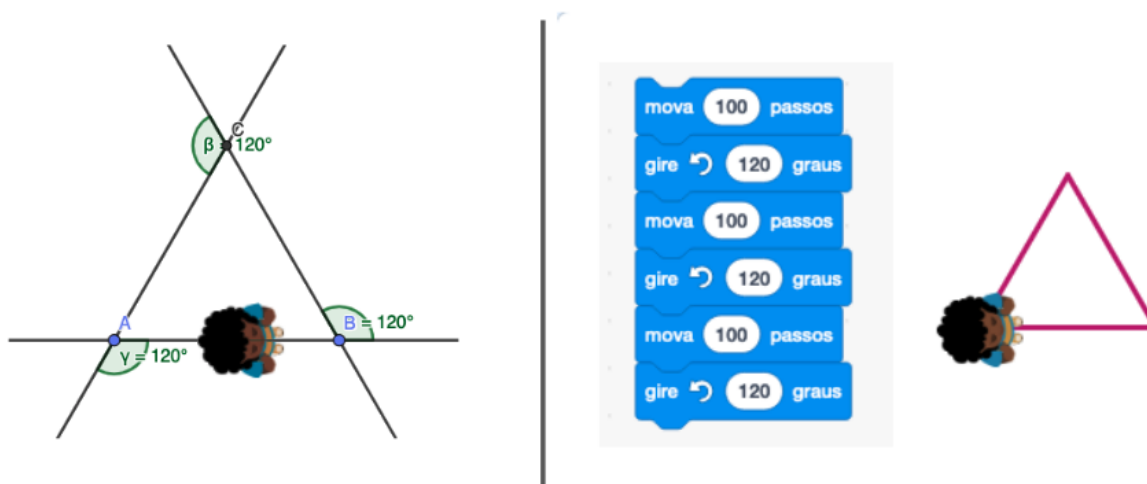 C
β = 120°
A
B = 120°
γ = 120°
mova 100 passos
gire 120 graus
mova 100 passos
gire 120 graus
mova 100 passos
gire 120 graus